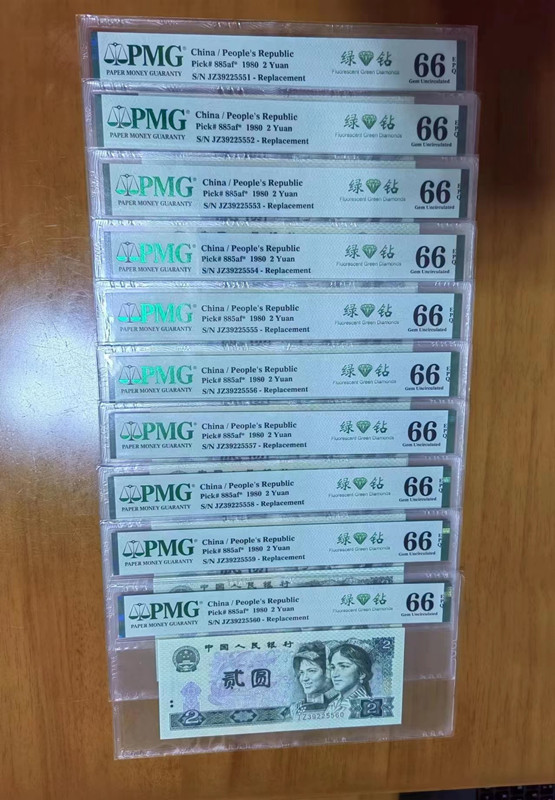 PMG
PAPER MONEY GUARANTY
China / People's Republic
Pick# 885af* 1980 2 Yuan
S/N JZ39225551 - Replacement
绿 钻
Fluorescent Green Diamonds
66 EPQ
Gem Uncirculated
PMG
PAPER MONEY GUARANTY
China / People's Republic
Pick# 885af* 1980 2 Yuan
S/N JZ39225552 - Replacement
绿 钻
Fluorescent Green Diamonds
66 EPQ
Gem Uncirculated
PMG
PAPER MONEY GUARANTY
China / People's Republic
Pick# 885af* 1980 2 Yuan
S/N JZ39225553 - Replacement
绿 钻
Fluorescent Green Diamonds
66 EPQ
Gem Uncirculated
PMG
PAPER MONEY GUARANTY
China / People's Republic
Pick# 885af* 1980 2 Yuan
S/N JZ39225554 - Replacement
绿 钻
Fluorescent Green Diamonds
66 EPQ
Gem Uncirculated
PMG
PAPER MONEY GUARANTY
China / People's Republic
Pick# 885af* 1980 2 Yuan
S/N JZ39225555 - Replacement
绿 钻
Fluorescent Green Diamonds
66 EPQ
Gem Uncirculated
PMG
PAPER MONEY GUARANTY
China / People's Republic
Pick# 885af* 1980 2 Yuan
S/N JZ39225556 - Replacement
绿 钻
Fluorescent Green Diamonds
66 EPQ
Gem Uncirculated
PMG
PAPER MONEY GUARANTY
China / People's Republic
Pick# 885af* 1980 2 Yuan
S/N JZ39225557 - Replacement
绿 钻
Fluorescent Green Diamonds
66 EPQ
Gem Uncirculated
PMG
PAPER MONEY GUARANTY
China / People's Republic
Pick# 885af* 1980 2 Yuan
S/N JZ39225558 - Replacement
绿 钻
Fluorescent Green Diamonds
66 EPQ
Gem Uncirculated
PMG
PAPER MONEY GUARANTY
China / People's Republic
Pick# 885af* 1980 2 Yuan
S/N JZ39225559 - Replacement
绿 钻
Fluorescent Green Diamonds
66 EPQ
Gem Uncirculated
中国人民银行
PMG
PAPER MONEY GUARANTY
China / People's Republic
Pick# 885af* 1980 2 Yuan
S/N JZ39225560 - Replacement
绿 钻
Fluorescent Green Diamonds
66 EPQ
Gem Uncirculated
中国人民银行
2
贰圆
JZ39225560
2
2